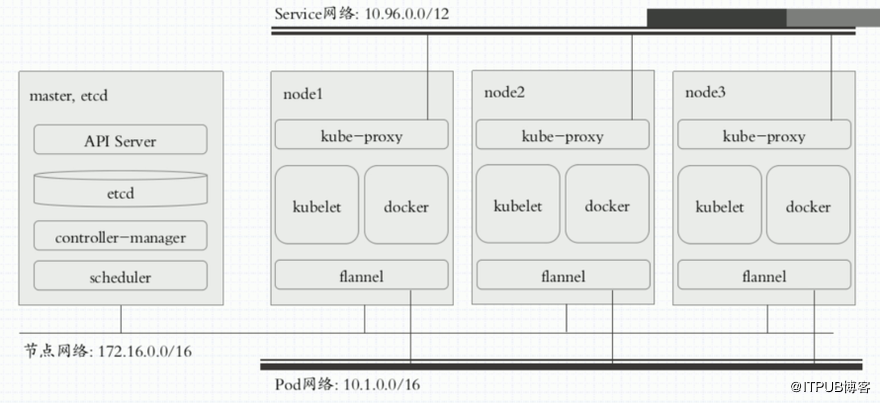 Service网络: 10.96.0.0/12
master, etcd
API Server
etcd
controller-manager
scheduler
node1
kube-proxy
kubelet
docker
flannel
node2
kube-proxy
kubelet
docker
flannel
node3
kube-proxy
kubelet
docker
flannel
节点网络: 172.16.0.0/16
Pod网络: 10.1.0.0/16
@ITPUB博客